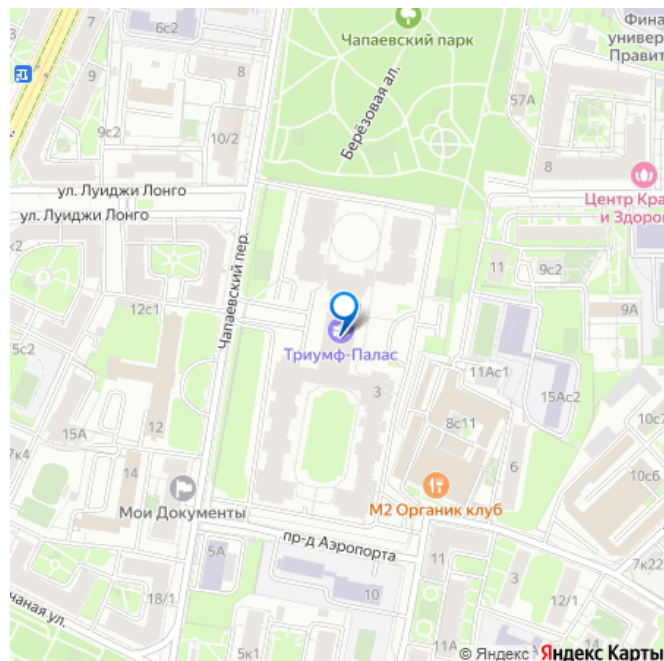 7
6с2
Чапаевский парк
Фина
универ
Правит
9
8
57А
Берёзовая ал.
9с2
10/2
8
Центр Кра
и Здоро
ул. Луиджи Лонго
ул. Луиджи Лонго
к2
Чапаевский пер.
11
9с2
12с1
9А
5с2
Триумф-Палас
11Ас1
3
15Ас2
15А
12
8с11
10с7
7к4
14
6
10с6
Мои Документы
М2 Органик клуб
пр-д Аэропорта
5А
11
3
7к22
10
12/1
18/1
чаная ул.
5к1
11А
11А
© Яндекс Яндекс Карты